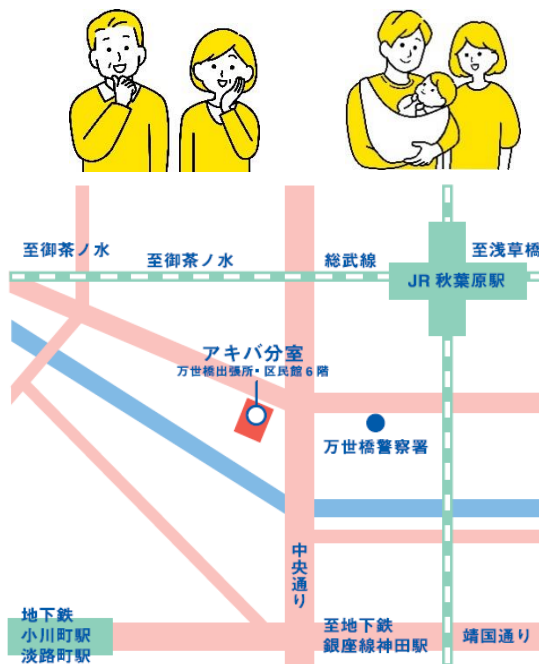 至御茶ノ水
至御茶ノ水
総武線
至浅草橋
JR 秋葉原駅
アキバ分室
万世橋出張所・区民館6階
万世橋警察署
中央通り
地下鉄
小川町駅
淡路町駅
至地下鉄
銀座線神田駅
靖国通り